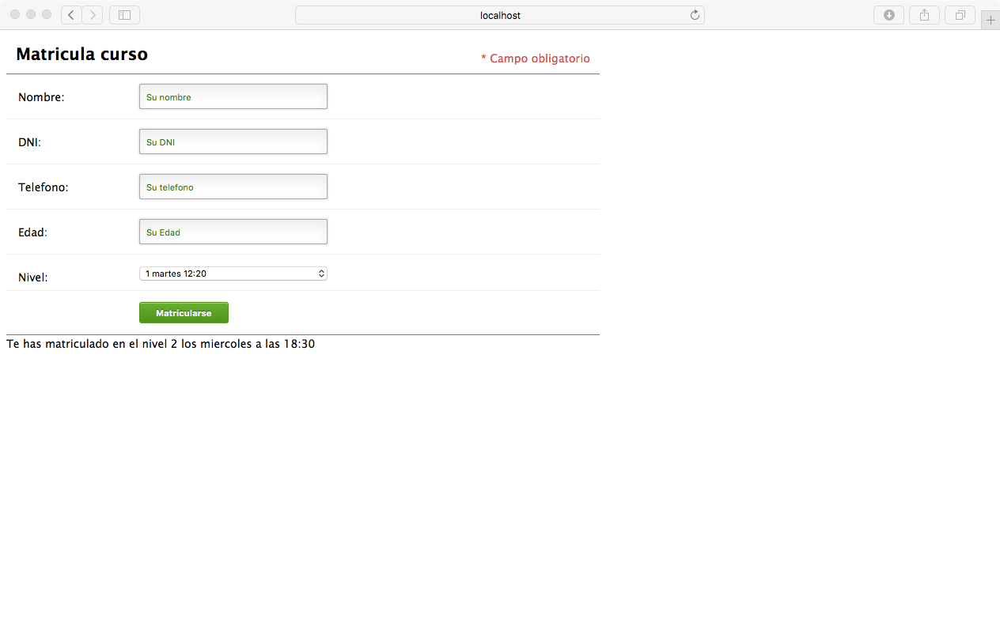 localhost
Matricula curso
* Campo obligatorio
Nombre:
Su nombre
DNI:
Su DNI
Telefono:
Su telefono
Edad:
Su Edad
Nivel:
1 martes 12:20
Matricularse
Te has matriculado en el nivel 2 los miercoles a las 18:30